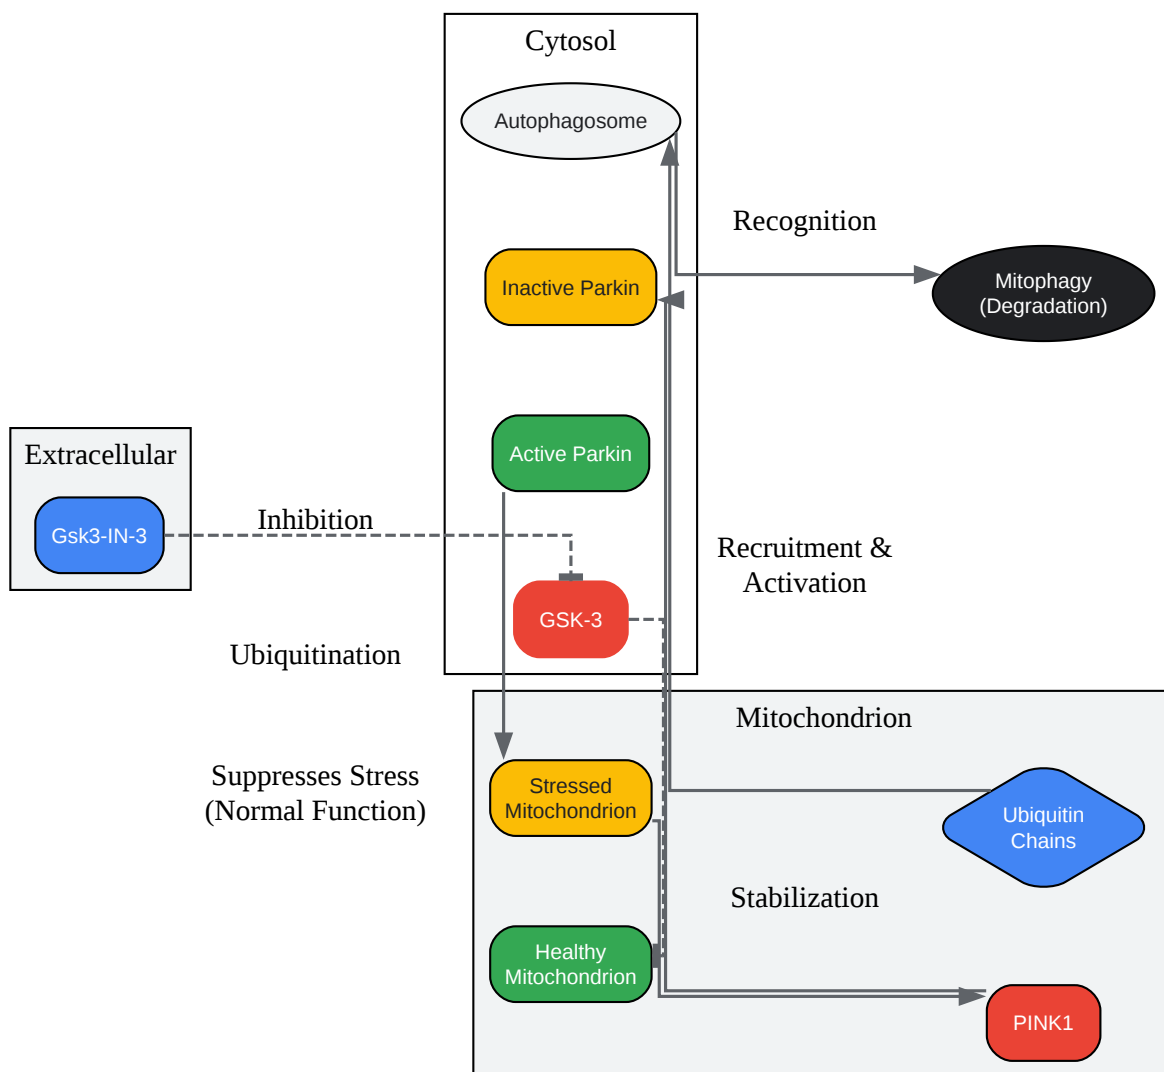 Cytosol
Autophagosome
Recognition
Inactive Parkin
Mitophagy
(Degradation)
Active Parkin
Extracellular
Gsk3-IN-3
Inhibition
Recruitment &
Activation
GSK-3
Ubiquitination
Mitochondrion
Suppresses Stress
(Normal Function)
Stressed
Mitochondrion
Ubiquitin
Chains
Stabilization
Healthy
Mitochondrion
PINK1